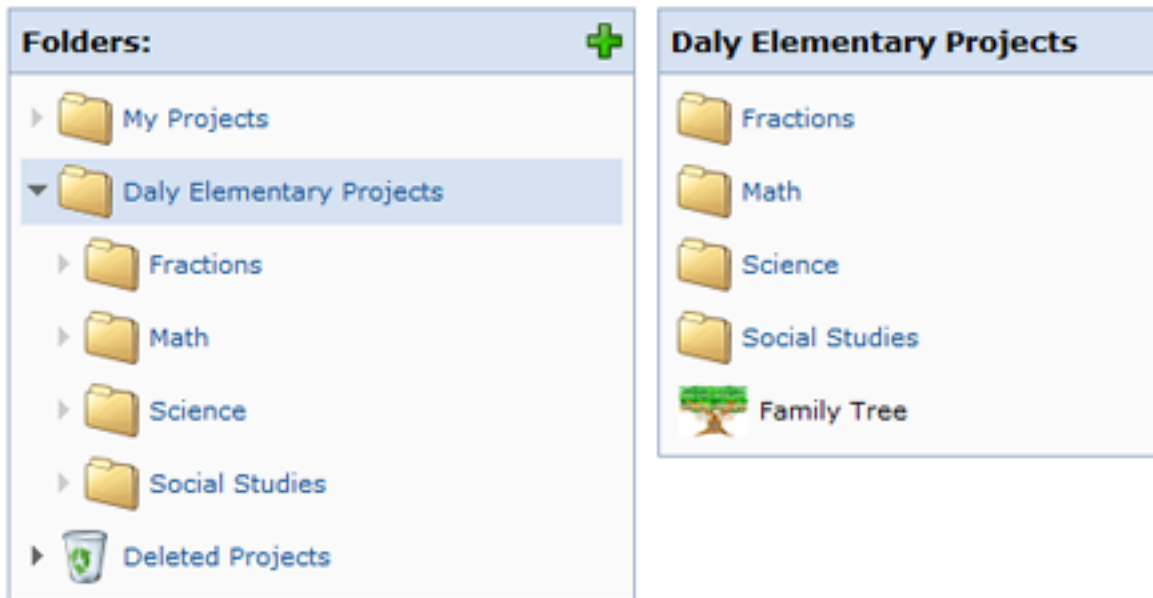 Folders:
My Projects
Daly Elementary Projects
Fractions
Math
Science
Social Studies
Deleted Projects
Daly Elementary Projects
Fractions
Math
Science
Social Studies
Family Tree